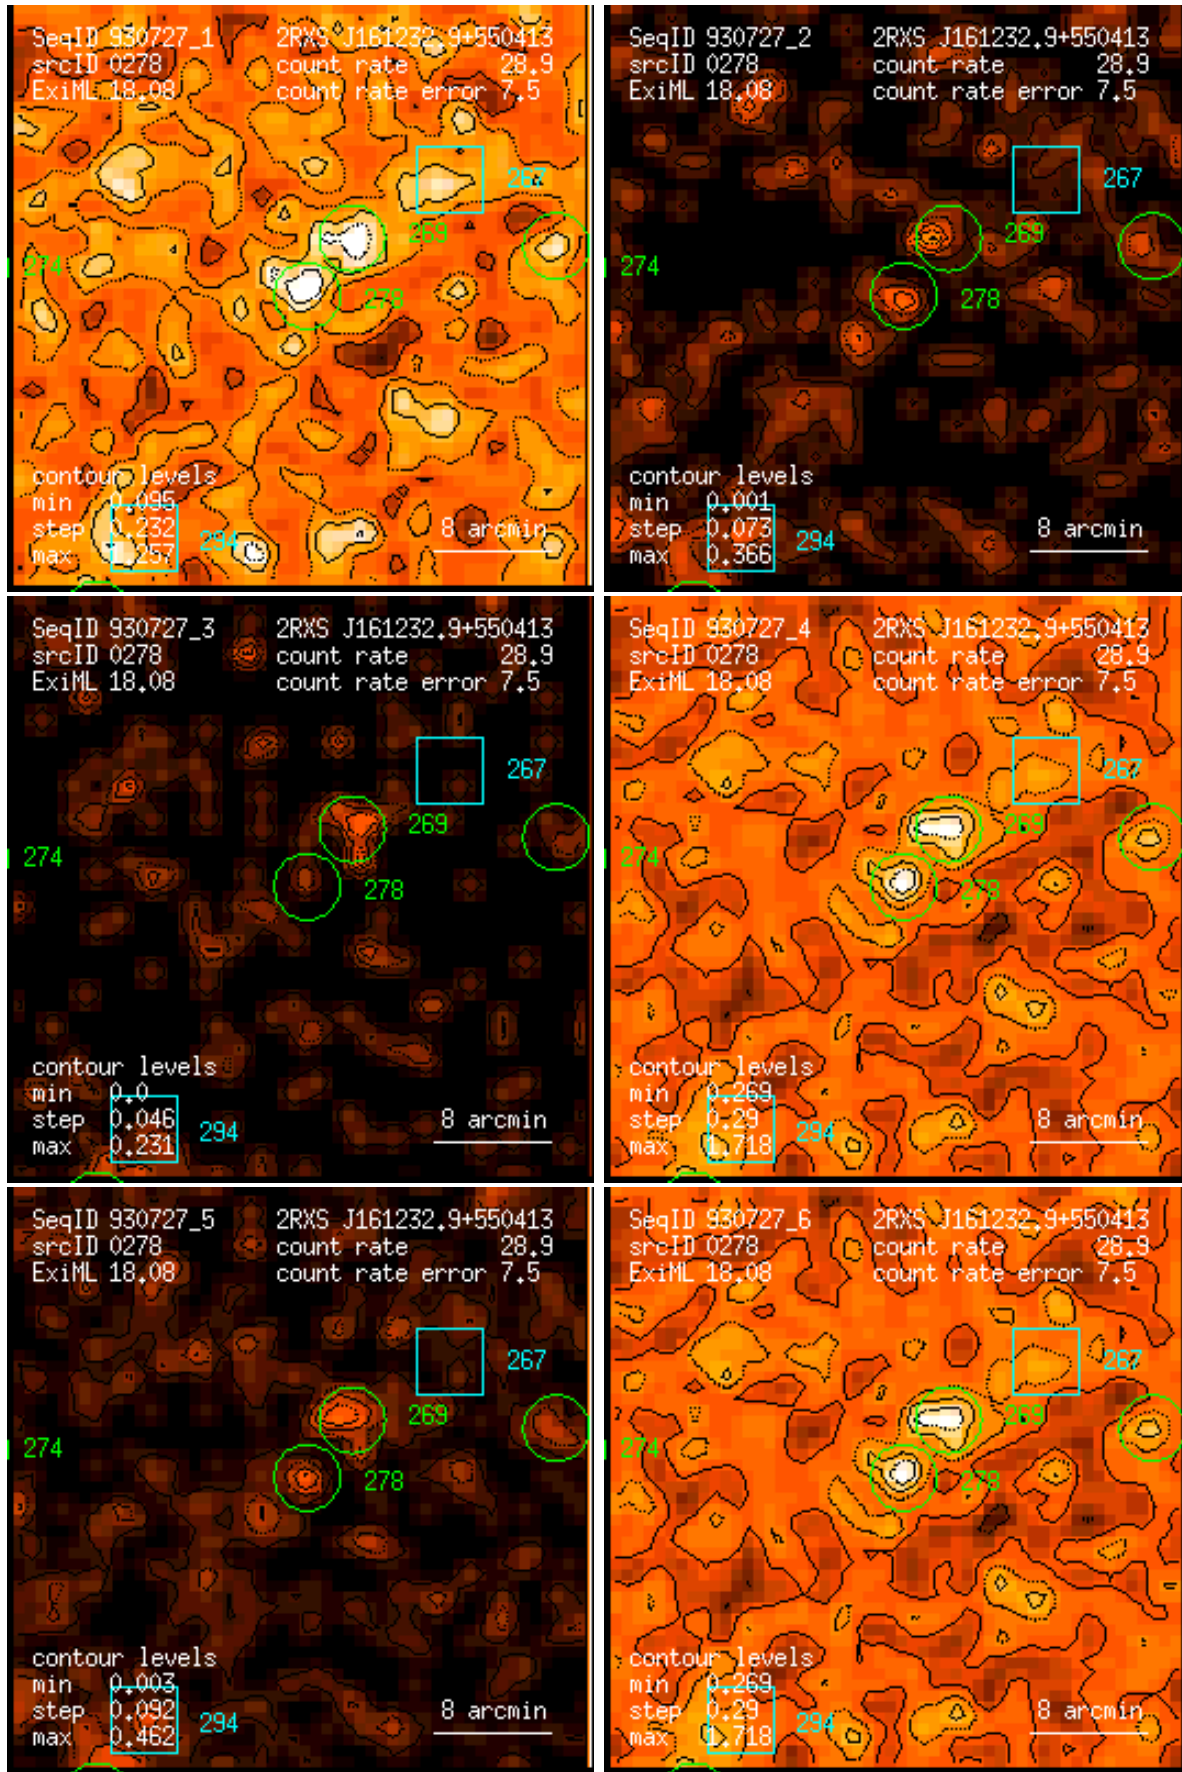 SeqID 930727_1 2RXS J161232.9+550413
srcID 0278 count rate 28.9
ExiML 18.08 count rate error 7.5
267
269
274
278
contour levels
min 0.095
step 0.232
max .257
294
8 arcmin
SeqID 930727_2 2RXS J161232.9+550413
srcID 0278 count rate 28.9
ExiML 18.08 count rate error 7.5
267
269
274
278
contour levels
min 0.001
step 0.073
max 0.366
294
8 arcmin
SeqID 930727_3 2RXS J161232.9+550413
srcID 0278 count rate 28.9
ExiML 18.08 count rate error 7.5
267
269
274
278
contour levels
min 0.0
step 0.046
max 0.231
294
8 arcmin
SeqID 930727_4 2RXS J161232.9+550413
srcID 0278 count rate 28.9
ExiML 18.08 count rate error 7.5
267
269
274
278
contour levels
min 0.269
step 0.29
max 1.718
294
8 arcmin
SeqID 930727_5 2RXS J161232.9+550413
srcID 0278 count rate 28.9
ExiML 18.08 count rate error 7.5
267
269
274
278
contour levels
min 0.003
step 0.092
max 0.462
294
8 arcmin
SeqID 930727_6 2RXS J161232.9+550413
srcID 0278 count rate 28.9
ExiML 18.08 count rate error 7.5
267
269
274
278
contour levels
min 0.269
step 0.29
max 1.718
294
8 arcmin